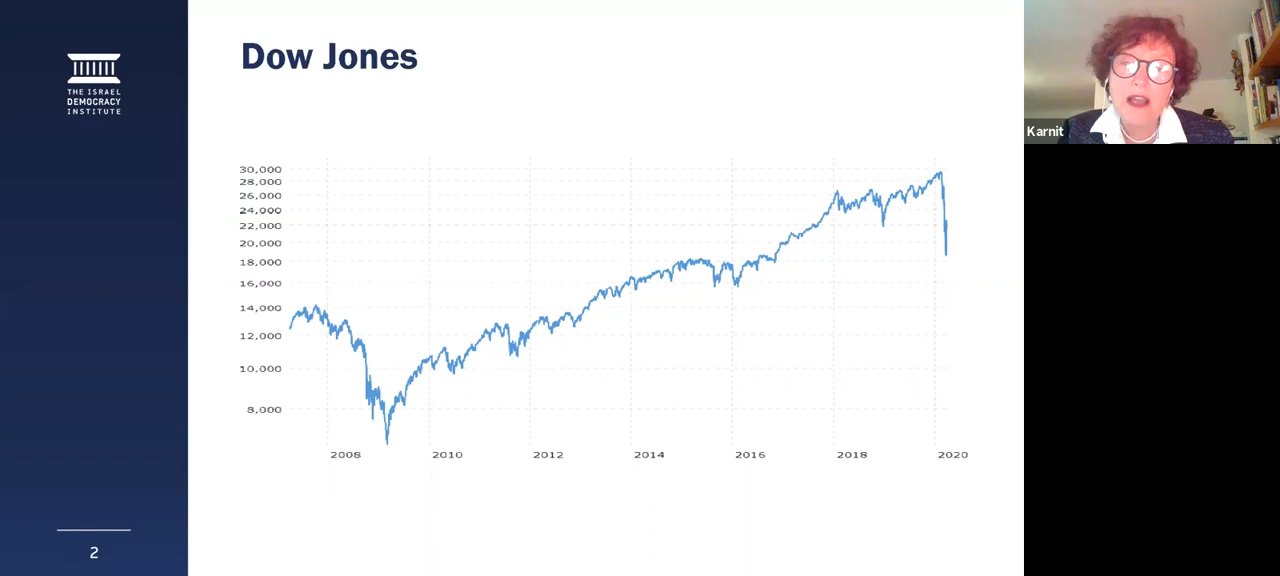 THE ISRAEL
DEMOCRACY
INSTITUTE
Dow Jones
30,000
28,000
26,000
24,000
22,000
20,000
18,000
16,000
14,000
12,000
10,000
8,000
2008 2010 2012 2014 2016 2018 2020
2
Karnit